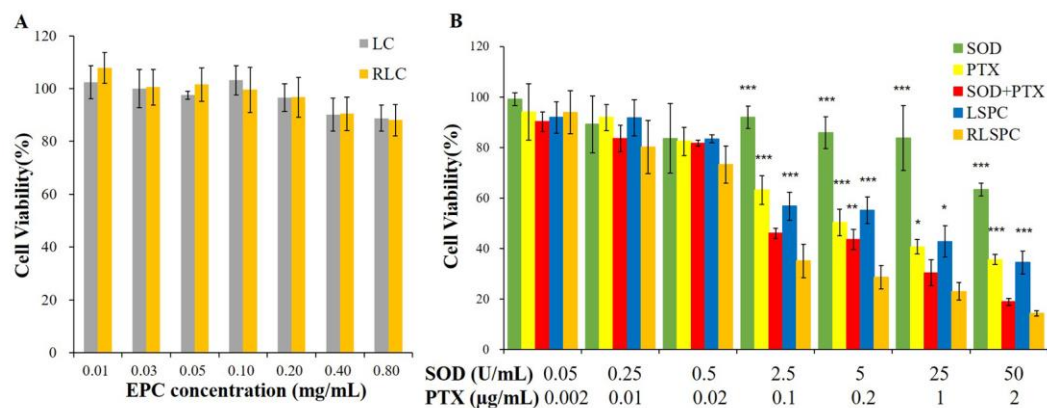 A
120
100
80
60
40
20
0
Cell Viability(%)
LC
RLC
0.01 0.03 0.05 0.10 0.20 0.40 0.80
EPC concentration (mg/mL)
B
120
100
80
60
40
20
0
Cell Viability(%)
SOD
PTX
SOD+PTX
LSPC
RLSPC
*** *** ***
*** *** ***
*** ** ***
* *
*** *** ***
SOD (U/mL) 0.05 0.25 0.5 2.5 5 25 50
PTX (µg/mL) 0.002 0.01 0.02 0.1 0.2 1 2